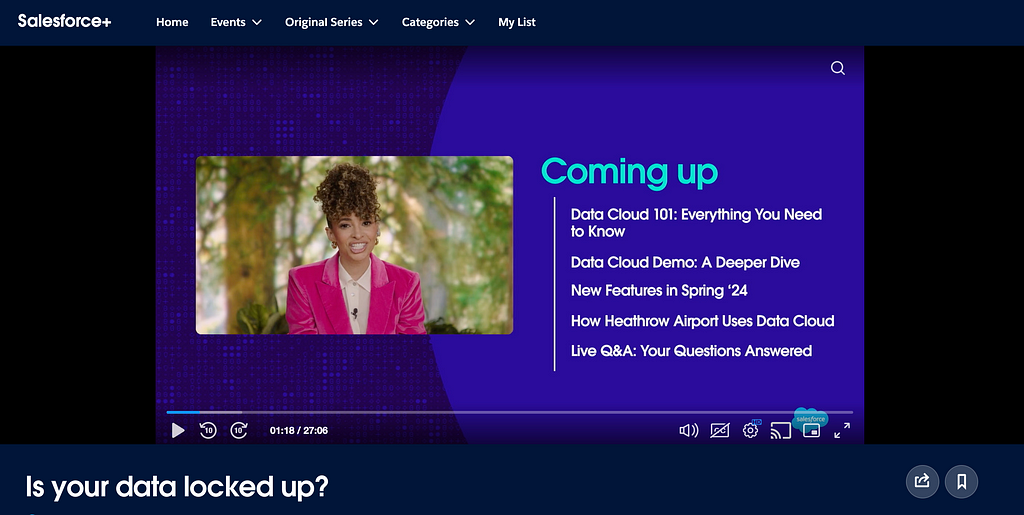 Salesforce+
Home
Events
Original Series
Categories
My List
Coming up
Data Cloud 101: Everything You Need
to Know
Data Cloud Demo: A Deeper Dive
New Features in Spring ‘24
How Heathrow Airport Uses Data Cloud
Live Q&A: Your Questions Answered
10
10
01:18 / 27:06
CC
HD
salesforce
Is your data locked up?